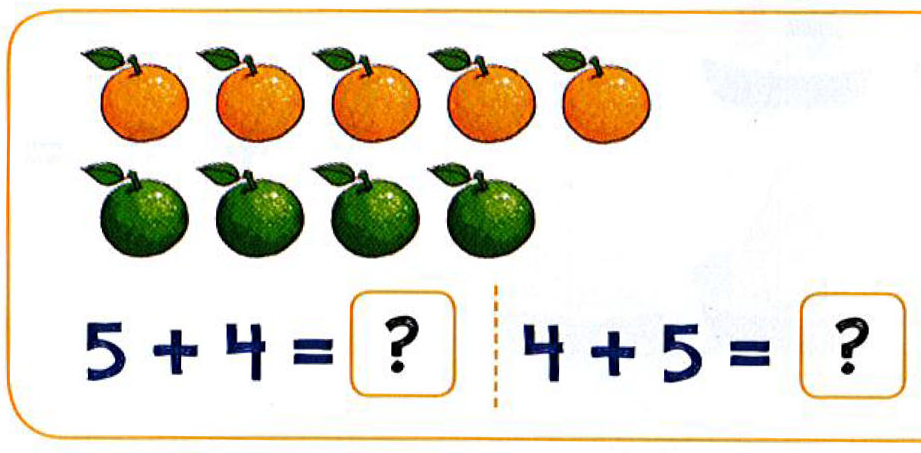 5 + 4 = ? 4 + 5 = ?